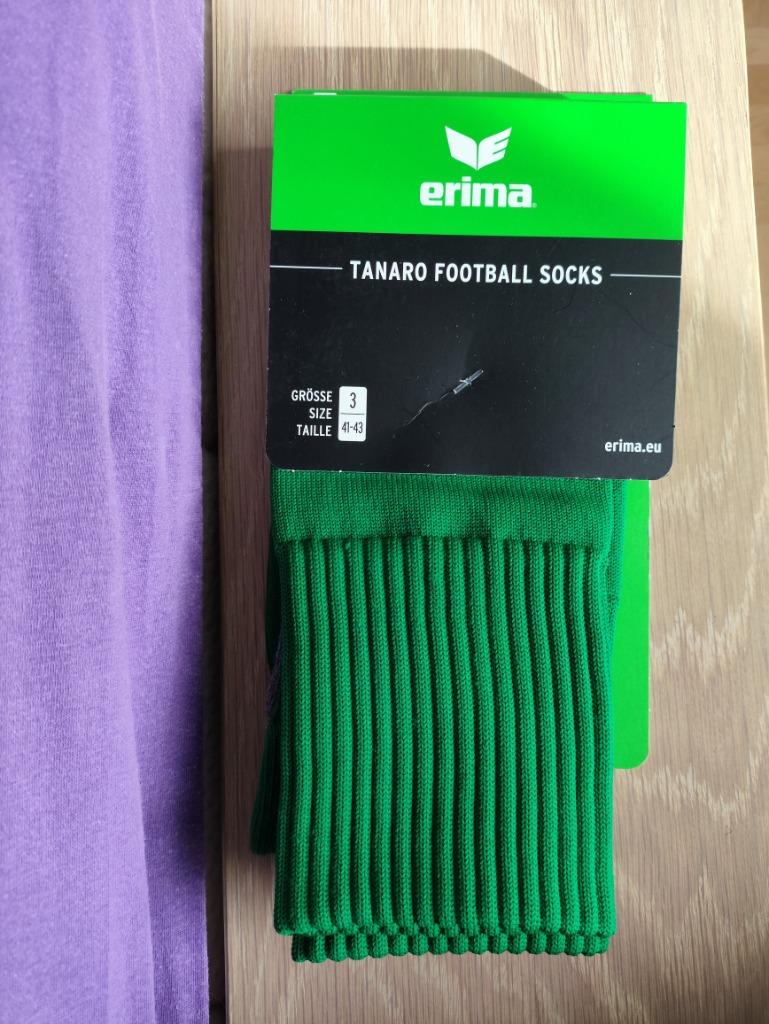 erima
TANARO FOOTBALL SOCKS
GRÖSSE
SIZE
TAILLE
3
41-43
erima.eu